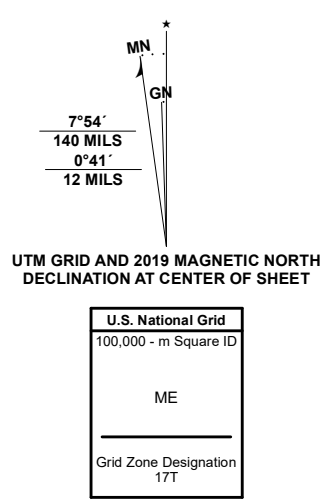 ★
MN
GN
7°54´
140 MILS
0°41´
12 MILS
UTM GRID AND 2019 MAGNETIC NORTH
DECLINATION AT CENTER OF SHEET
U.S. National Grid
100,000 - m Square ID
ME
Grid Zone Designation
17T